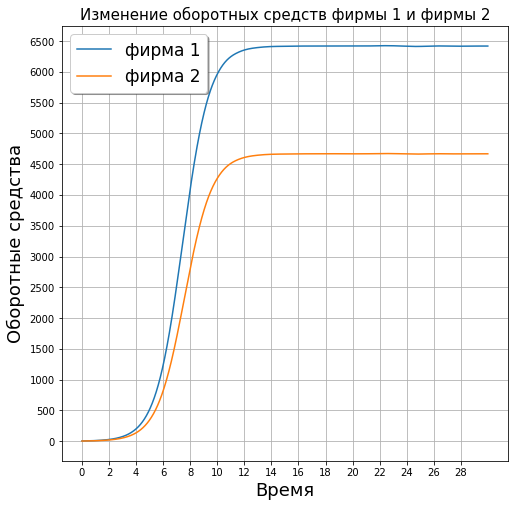 Изменение оборотных средств фирмы 1 и фирмы 2
фирма 1
фирма 2
Оборотные средства
6500
6000
5500
5000
4500
4000
3500
3000
2500
2000
1500
1000
500
0
0 2 4 6 8 10 12 14 16 18 20 22 24 26 28
Время